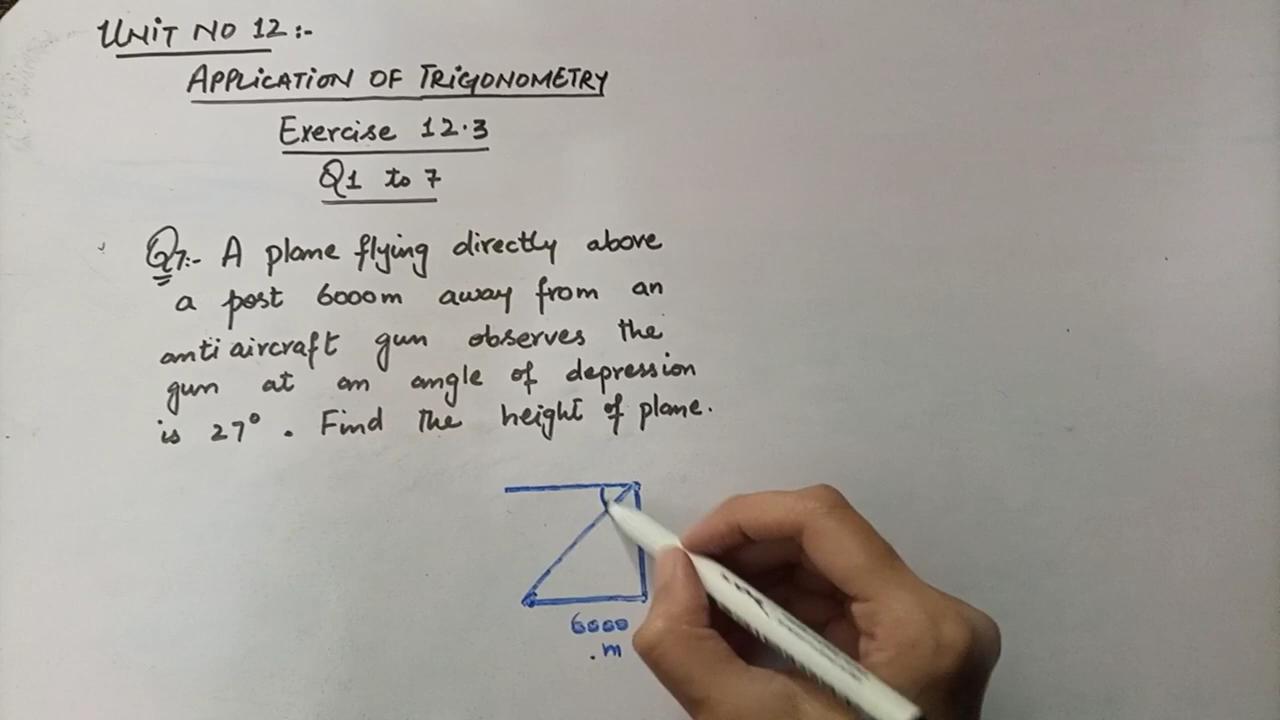 UNIT NO 12:-
APPLICATION OF TRIGONOMETRY
Exercise 12.3
Q1 to 7
Q7:- A plane flying directly above
a post 6000m away from an
anti aircraft gun observes the
gun at an angle of depression
is 27°. Find the height of plane.
6000
.m